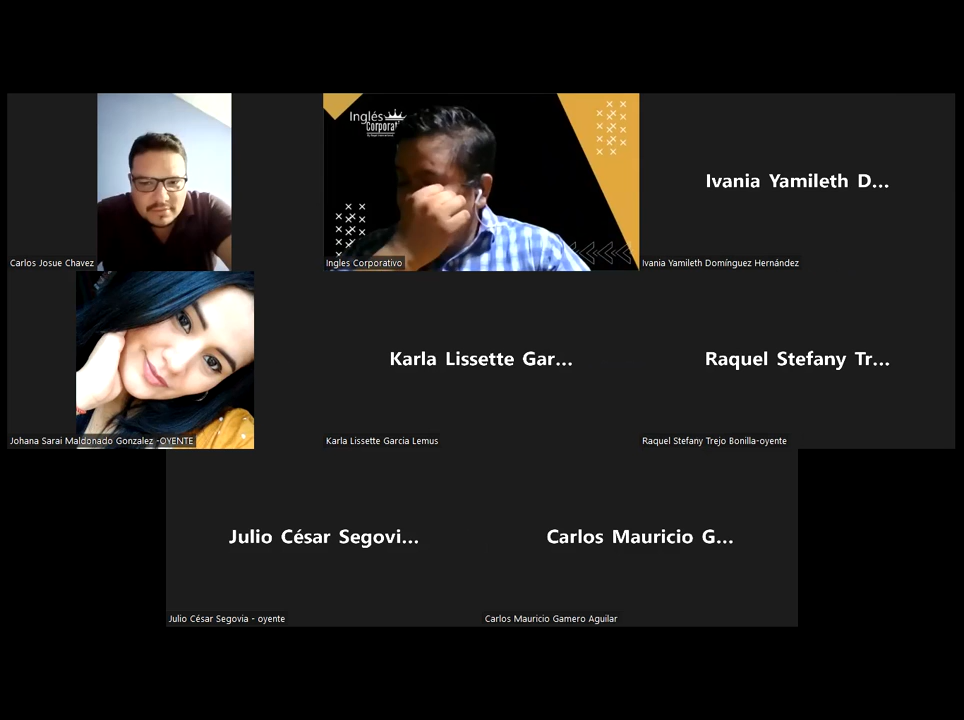 Inglés
Corporati
Carlos Josue Chavez
Ingles Corporativo
Ivania Yamileth D...
Ivania Yamileth Domínguez Hernández
Johana Sarai Maldonado Gonzalez -OYENTE
Karla Lissette Gar...
Karla Lissette Garcia Lemus
Raquel Stefany Tr...
Raquel Stefany Trejo Bonilla-oyente
Julio César Segovi...
Julio César Segovia - oyente
Carlos Mauricio G...
Carlos Mauricio Gamero Aguilar